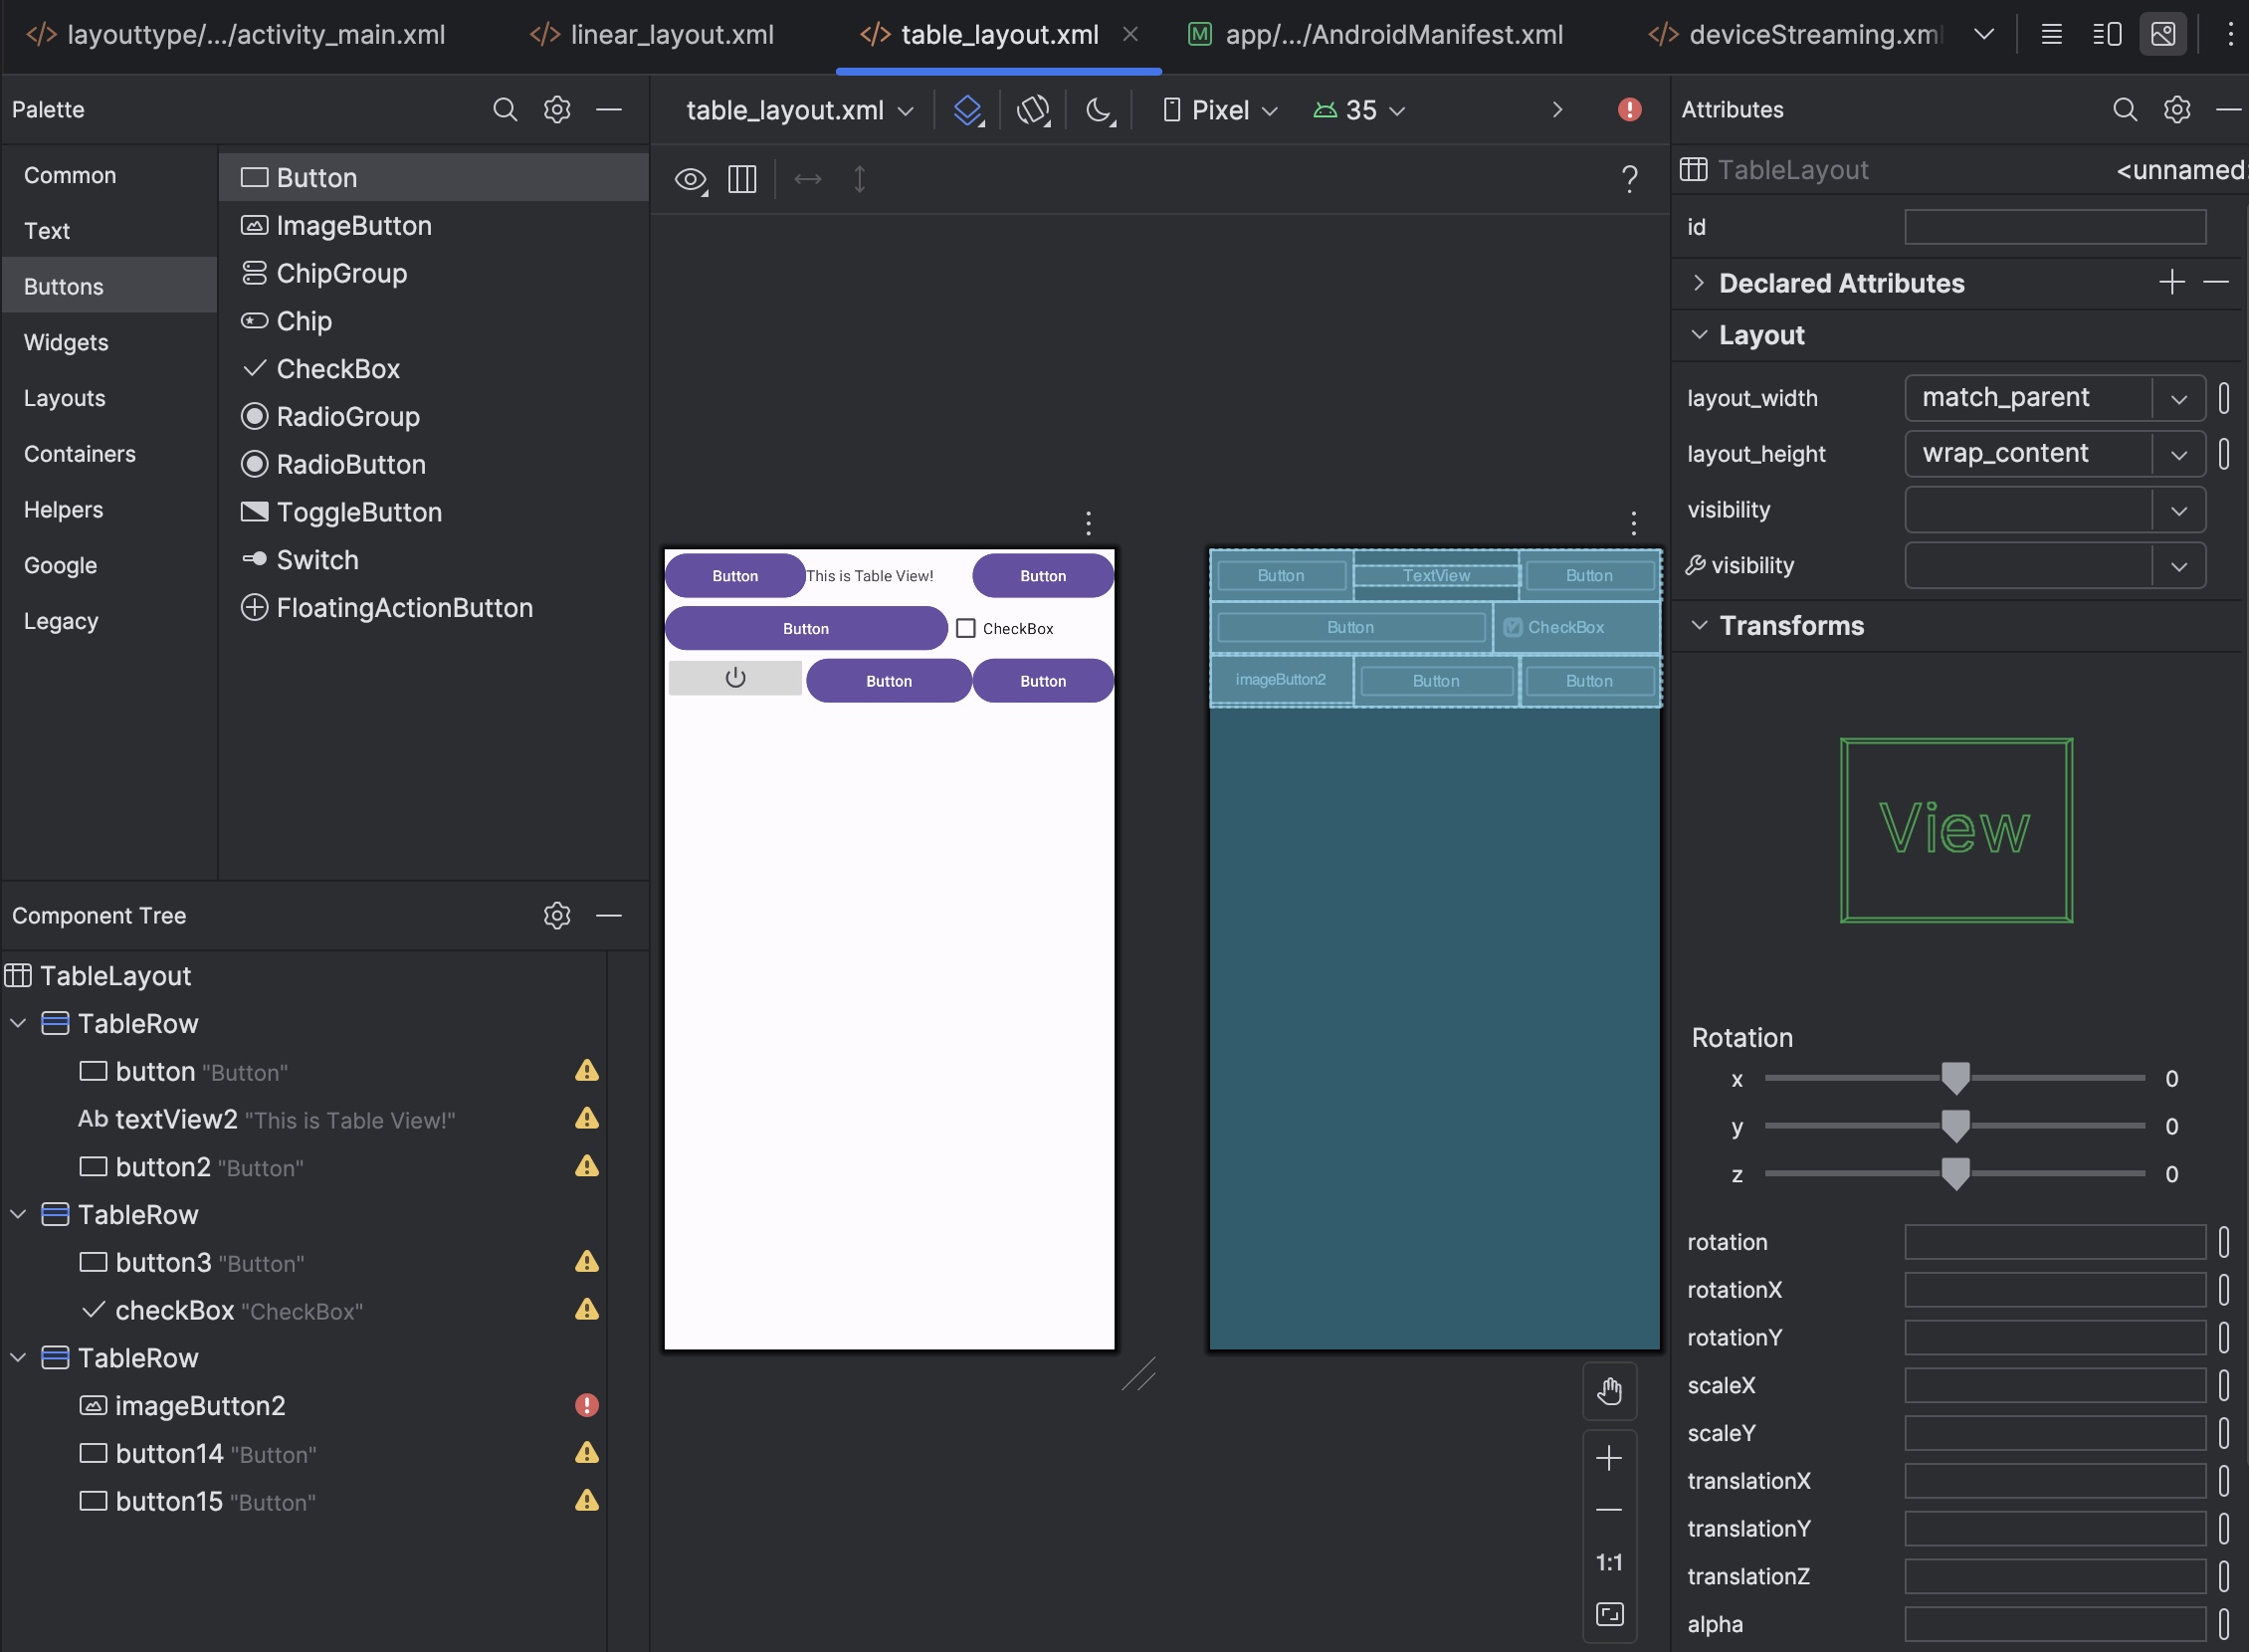 layouttype/.../activity_main.xml
linear_layout.xml
table_layout.xml
app/.../AndroidManifest.xml
deviceStreaming.xml
Palette
table_layout.xml
Pixel
35
Attributes
Common
Text
Buttons
Widgets
Layouts
Containers
Helpers
Google
Legacy
Button
ImageButton
ChipGroup
Chip
CheckBox
RadioGroup
RadioButton
ToggleButton
Switch
FloatingActionButton
Component Tree
TableLayout
TableRow
button "Button"
Ab textView2 "This is Table View!"
button2 "Button"
TableRow
button3 "Button"
checkBox "CheckBox"
TableRow
imageButton2
button14 "Button"
button15 "Button"
Button This is Table View! Button
Button CheckBox
Button Button
Button TextView Button
Button CheckBox
imageButton2 Button Button
1:1
TableLayout <unnamed>
id
Declared Attributes
Layout
layout_width match_parent
layout_height wrap_content
visibility
visibility
Transforms
View
Rotation
x 0
y 0
z 0
rotation
rotationX
rotationY
scaleX
scaleY
translationX
translationY
translationZ
alpha